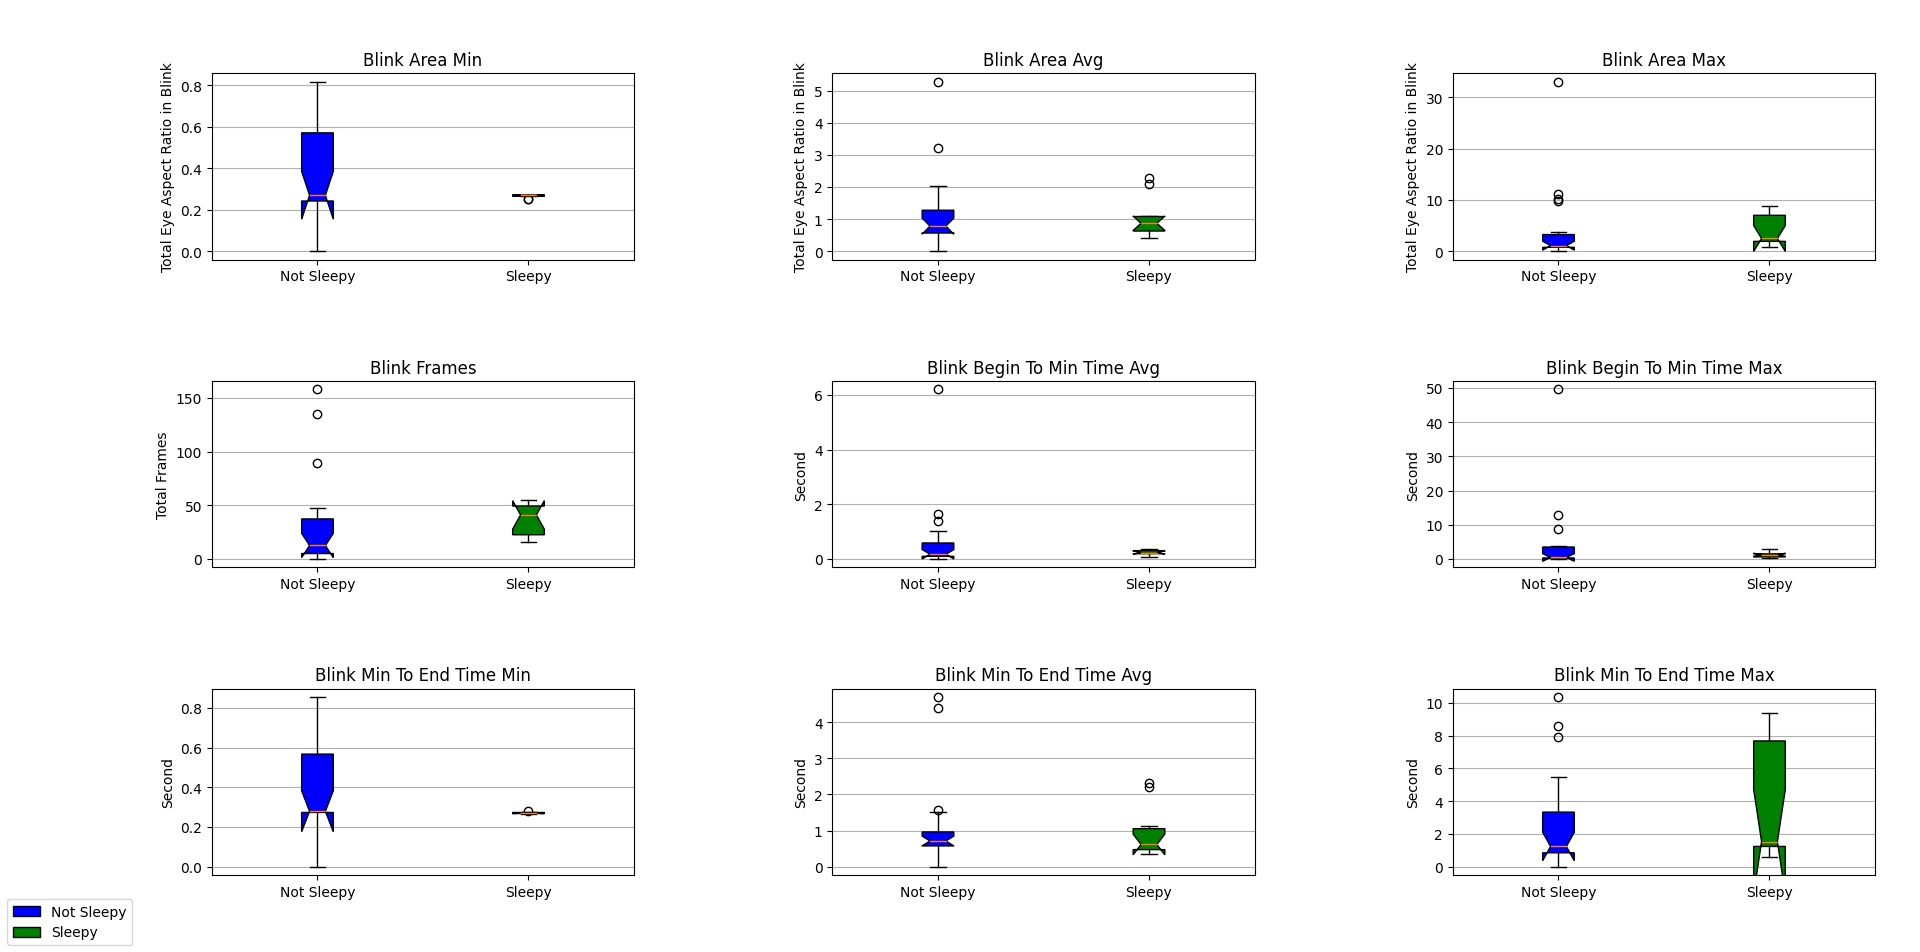 Blink Area Min
Total Eye Aspect Ratio in Blink
0.8
0.6
0.4
0.2
0.0
Not Sleepy
Sleepy
Blink Area Avg
Total Eye Aspect Ratio in Blink
5
4
3
2
1
0
Not Sleepy
Sleepy
Blink Area Max
Total Eye Aspect Ratio in Blink
30
20
10
0
Not Sleepy
Sleepy
Blink Frames
Total Frames
150
100
50
0
Not Sleepy
Sleepy
Blink Begin To Min Time Avg
Second
6
4
2
0
Not Sleepy
Sleepy
Blink Begin To Min Time Max
Second
50
40
30
20
10
0
Not Sleepy
Sleepy
Blink Min To End Time Min
Second
0.8
0.6
0.4
0.2
0.0
Not Sleepy
Sleepy
Blink Min To End Time Avg
Second
4
3
2
1
0
Not Sleepy
Sleepy
Blink Min To End Time Max
Second
10
8
6
4
2
0
Not Sleepy
Sleepy
Not Sleepy
Sleepy